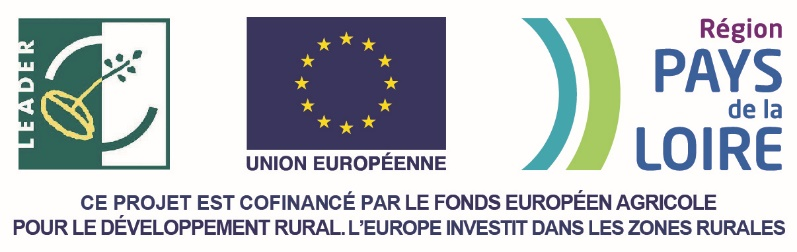 LEADER
UNION EUROPÉENNE
Région
PAYS
de la
LOIRE
CE PROJET EST COFINANCÉ PAR LE FONDS EUROPÉEN AGRICOLE
POUR LE DÉVELOPPEMENT RURAL. L'EUROPE INVESTIT DANS LES ZONES RURALES